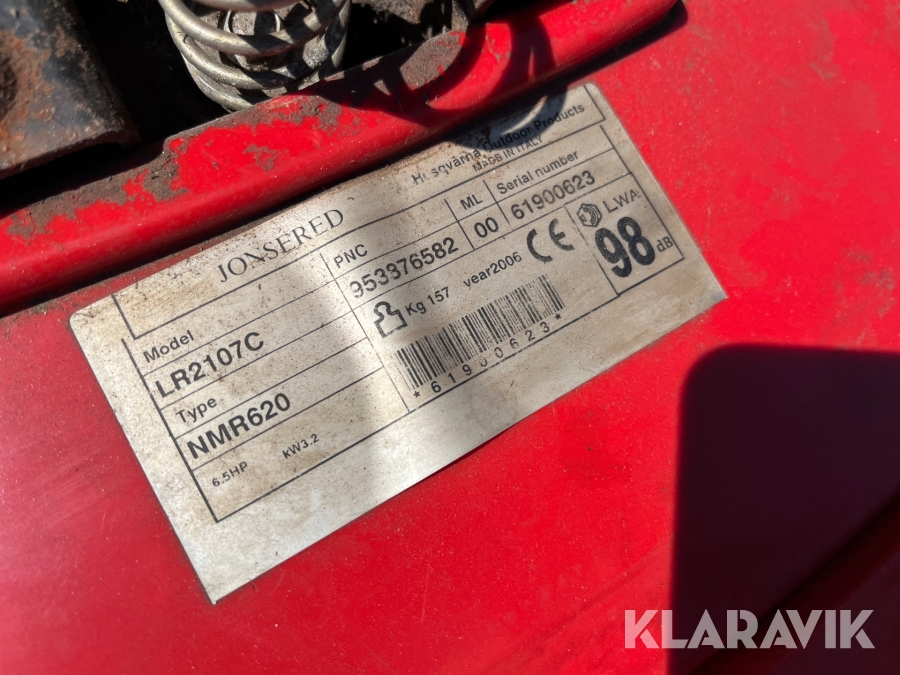 JONSERED
Husqvarna Outdoor Products
MADE IN ITALY
Model
PNC
ML
Serial number
LR2107C
953376582
00
61900623
Type
Kg 157 year2006 CE
LWA
98 dB
NMR620
*61900623*
6.5HP kW3.2
KLARAVIK